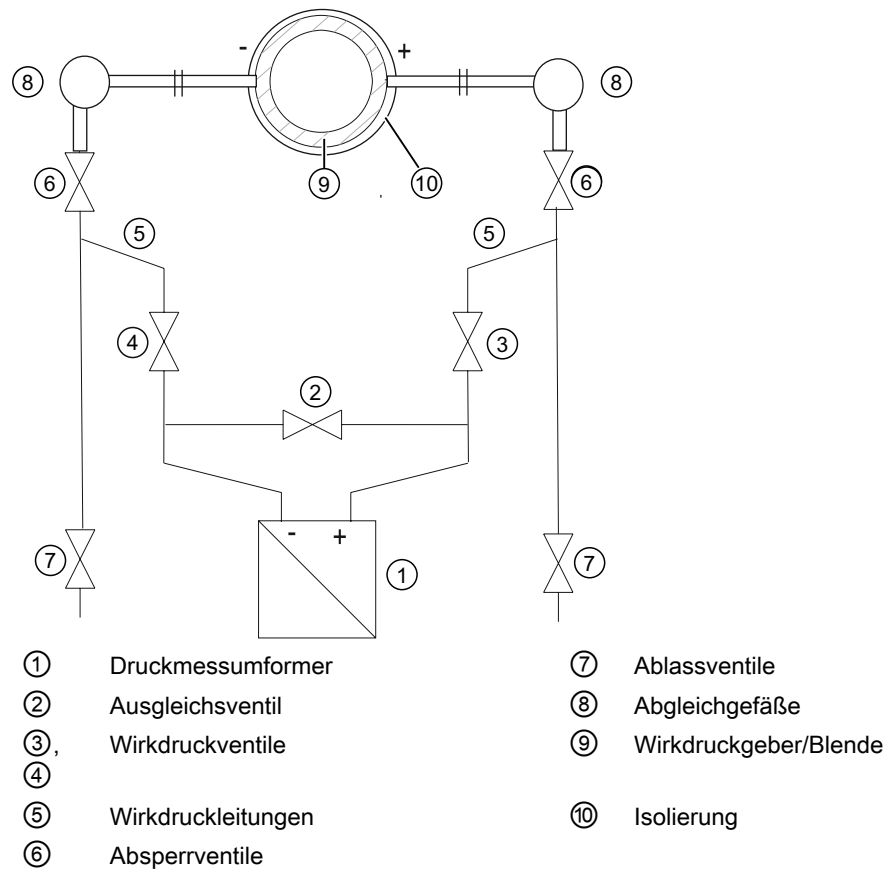 - +
⑧ ⑧
⑥ ⑨ ⑩ ⑥
⑤ ⑤
④ ③
②
- +
⑦ ① ⑦
① Druckmessumformer
② Ausgleichsventil
③, Wirkdruckventile
④
⑤ Wirkdruckleitungen
⑥ Absperrventile
⑦ Ablassventile
⑧ Abgleichgefäße
⑨ Wirkdruckgeber/Blende
⑩ Isolierung